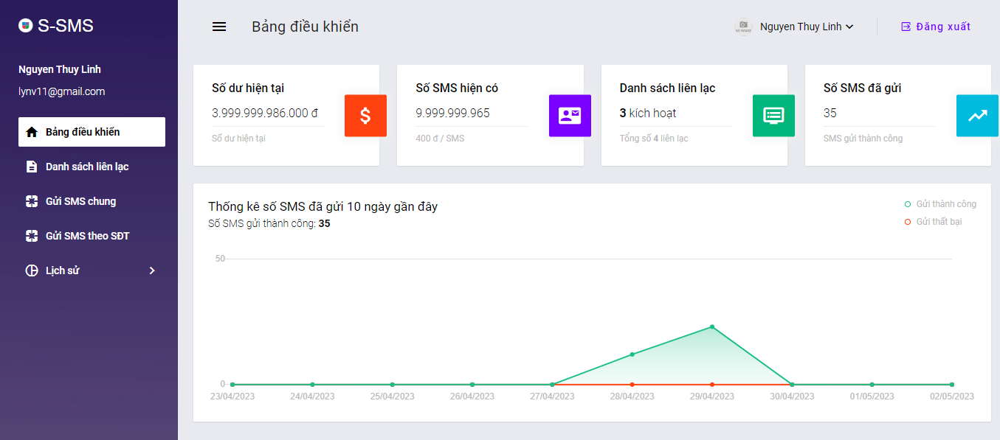 S-SMS
Nguyen Thuy Linh
lynv11@gmail.com
Bảng điều khiển
Danh sách liên lạc
Gửi SMS chung
Gửi SMS theo SĐT
Lịch sử
Bảng điều khiển
NO IMAGE
Nguyen Thuy Linh
Đăng xuất
Số dư hiện tại
3.999.999.986.000 đ
Số dư hiện tại
Số SMS hiện có
9.999.999.965
400 đ / SMS
Danh sách liên lạc
3 kích hoạt
Tổng số 4 liên lạc
Số SMS đã gửi
35
SMS gửi thành công
Thống kê số SMS đã gửi 10 ngày gần đây
Số SMS gửi thành công: 35
Gửi thành công
Gửi thất bại
50
0
23/04/2023 24/04/2023 25/04/2023 26/04/2023 27/04/2023 28/04/2023 29/04/2023 30/04/2023 01/05/2023 02/05/2023